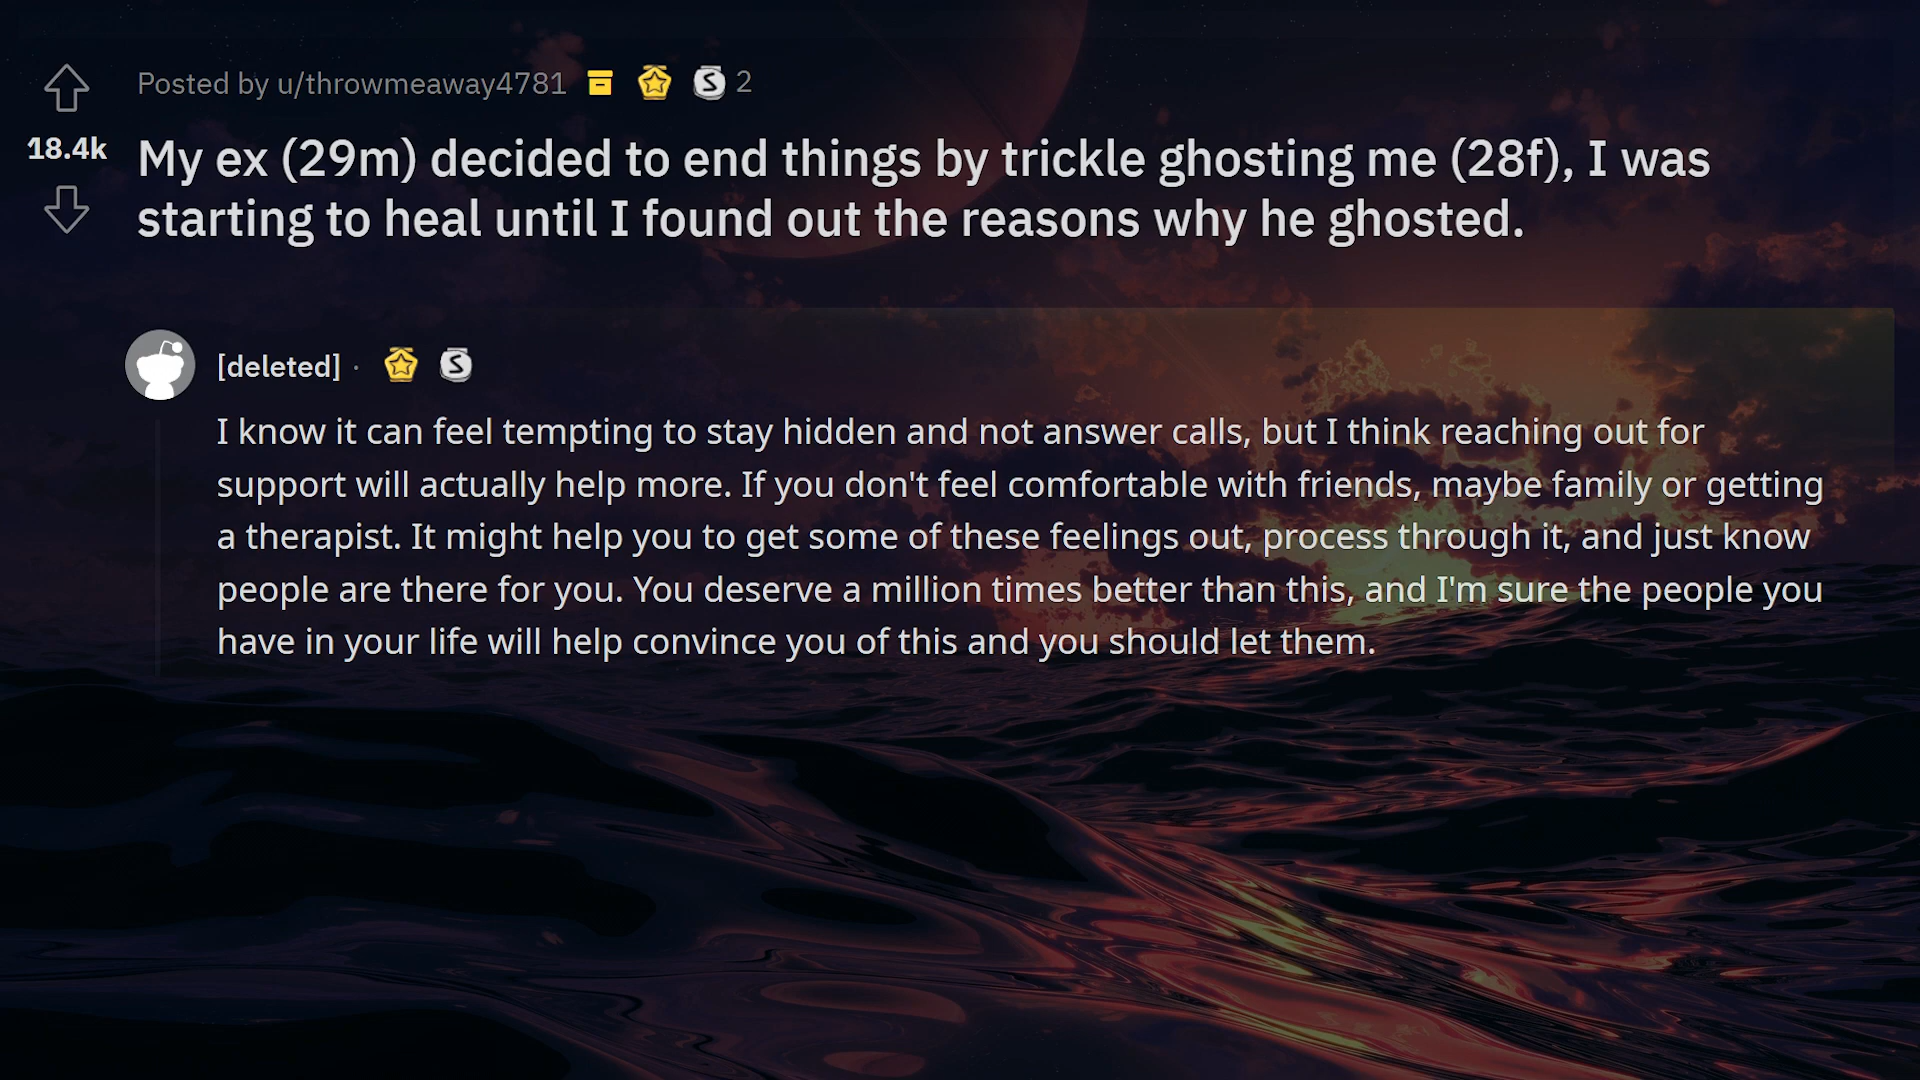 Posted by u/throwmeaway4781 2
18.4k
My ex (29m) decided to end things by trickle ghosting me (28f), I was
starting to heal until I found out the reasons why he ghosted.
[deleted] ·
I know it can feel tempting to stay hidden and not answer calls, but I think reaching out for
support will actually help more. If you don't feel comfortable with friends, maybe family or getting
a therapist. It might help you to get some of these feelings out, process through it, and just know
people are there for you. You deserve a million times better than this, and I'm sure the people you
have in your life will help convince you of this and you should let them.